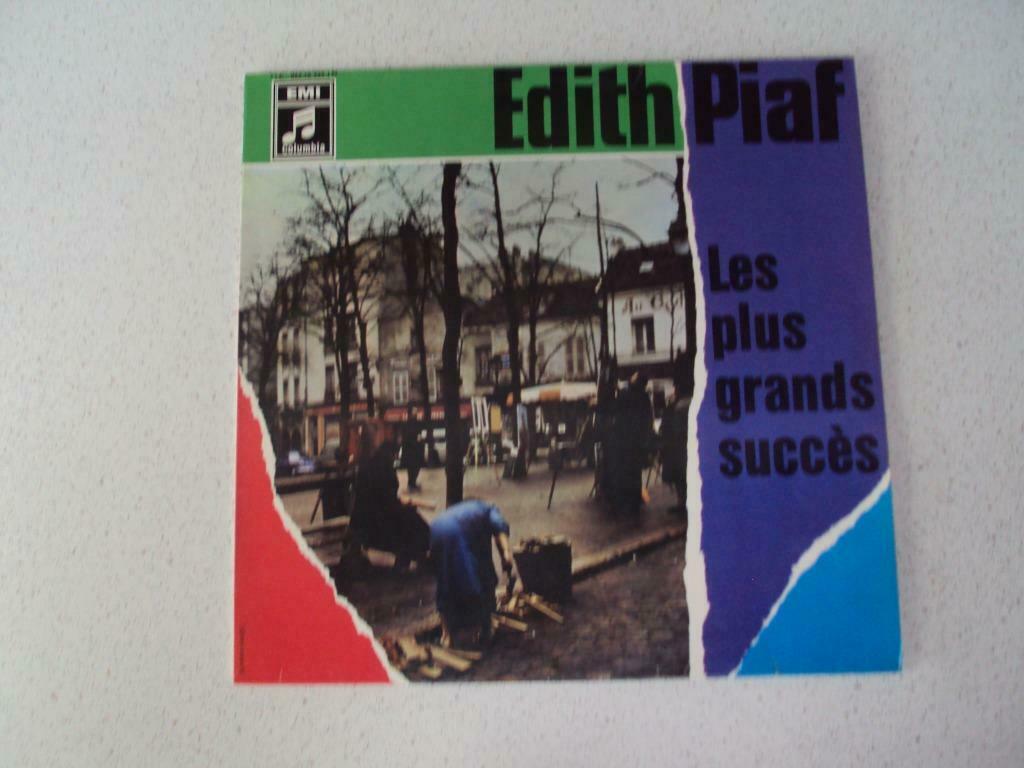 EMI
columbia
Edith Piaf
Les
plus
grands
succès